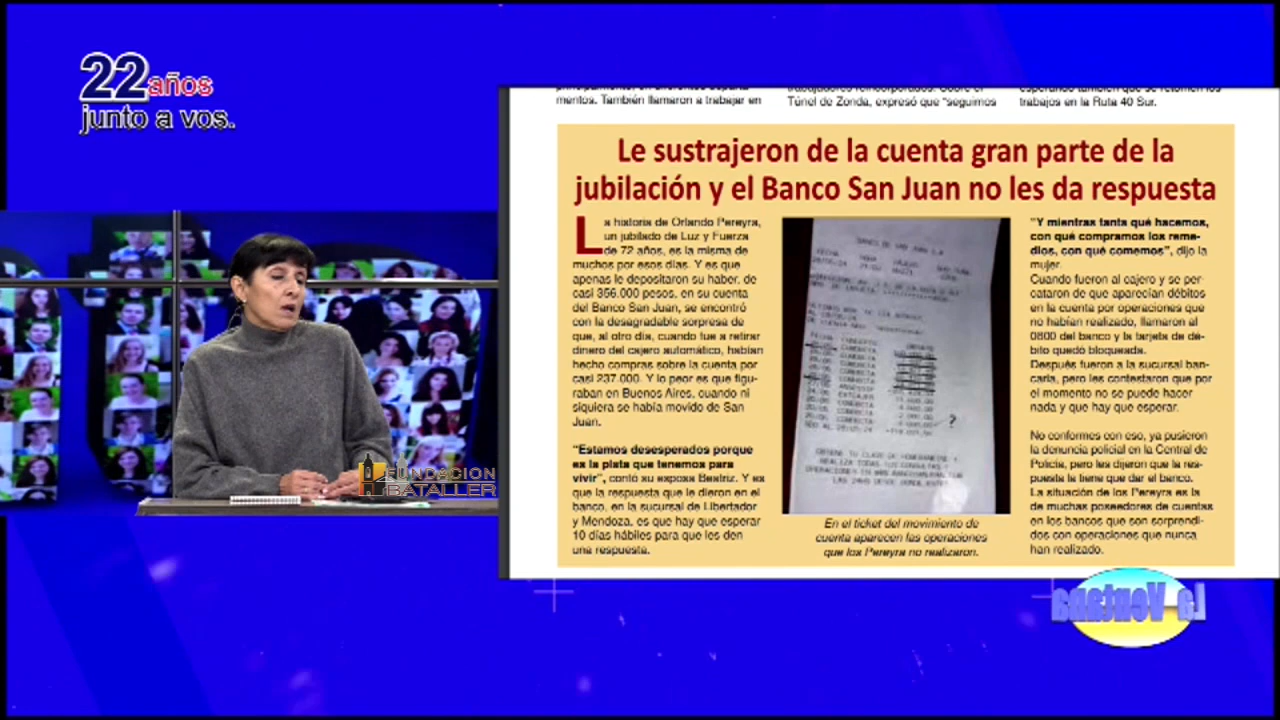 22 años
junto a vos.
mentos. También llamaron a trabajar en
Túnel de Zonda, expresó que "seguimos
trabajos en la Ruta 40 Sur.
Le sustrajeron de la cuenta gran parte de la
jubilación y el Banco San Juan no les da respuesta
La historia de Orlando Pereyra,
un jubilado de Luz y Fuerza
de 72 años, es la misma de
muchos por esos días. Y es que
apenas le depositaron su haber, de
casi 356.000 pesos, en su cuenta
del Banco San Juan, se encontró
con la desagradable sorpresa de
que, al otro día, cuando fue a retirar
dinero del cajero automático, habían
hecho compras sobre la cuenta por
casi 237.000. Y lo peor es que figu-
raban en Buenos Aires, cuando ni
siquiera se había movido de San
Juan.
"Estamos desesperados porque
es la plata que tenemos para
vivir", contó su esposa Beatriz. Y es
que la respuesta que le dieron en el
banco, en la sucursal de Libertador
y Mendoza, es que hay que esperar
10 días hábiles para que les den
una respuesta.
En el ticket del movimiento de
cuenta aparecen las operaciones
que los Pereyra no realizaron.
"Y mientras tanta qué hacemos,
con qué compramos los reme-
dios, con qué comemos", dijo la
mujer.
Cuando fueron al cajero y se per
cataron de que aparecían débitos
en la cuenta por operaciones que
no habían realizado, llamaron al
0800 del banco y la tarjeta de de-
bito quedó bloqueada.
Después fueron a la sucursal ban-
caria, pero les contestaron que por
el momento no se puede hacer
nada y que hay que esperar.
No conformes con eso, ya pusieron
la denuncia policial en la Central de
Policía, pero les dijeron que la res-
puesta la tiene que dar el banco.
La situación de los Pereyra es la
de muchas poseedores de cuentas
en los bancos que son sorprendi-
dos con operaciones que nunca
han realizado.
FUNDACION
BATALLER
La Ventana